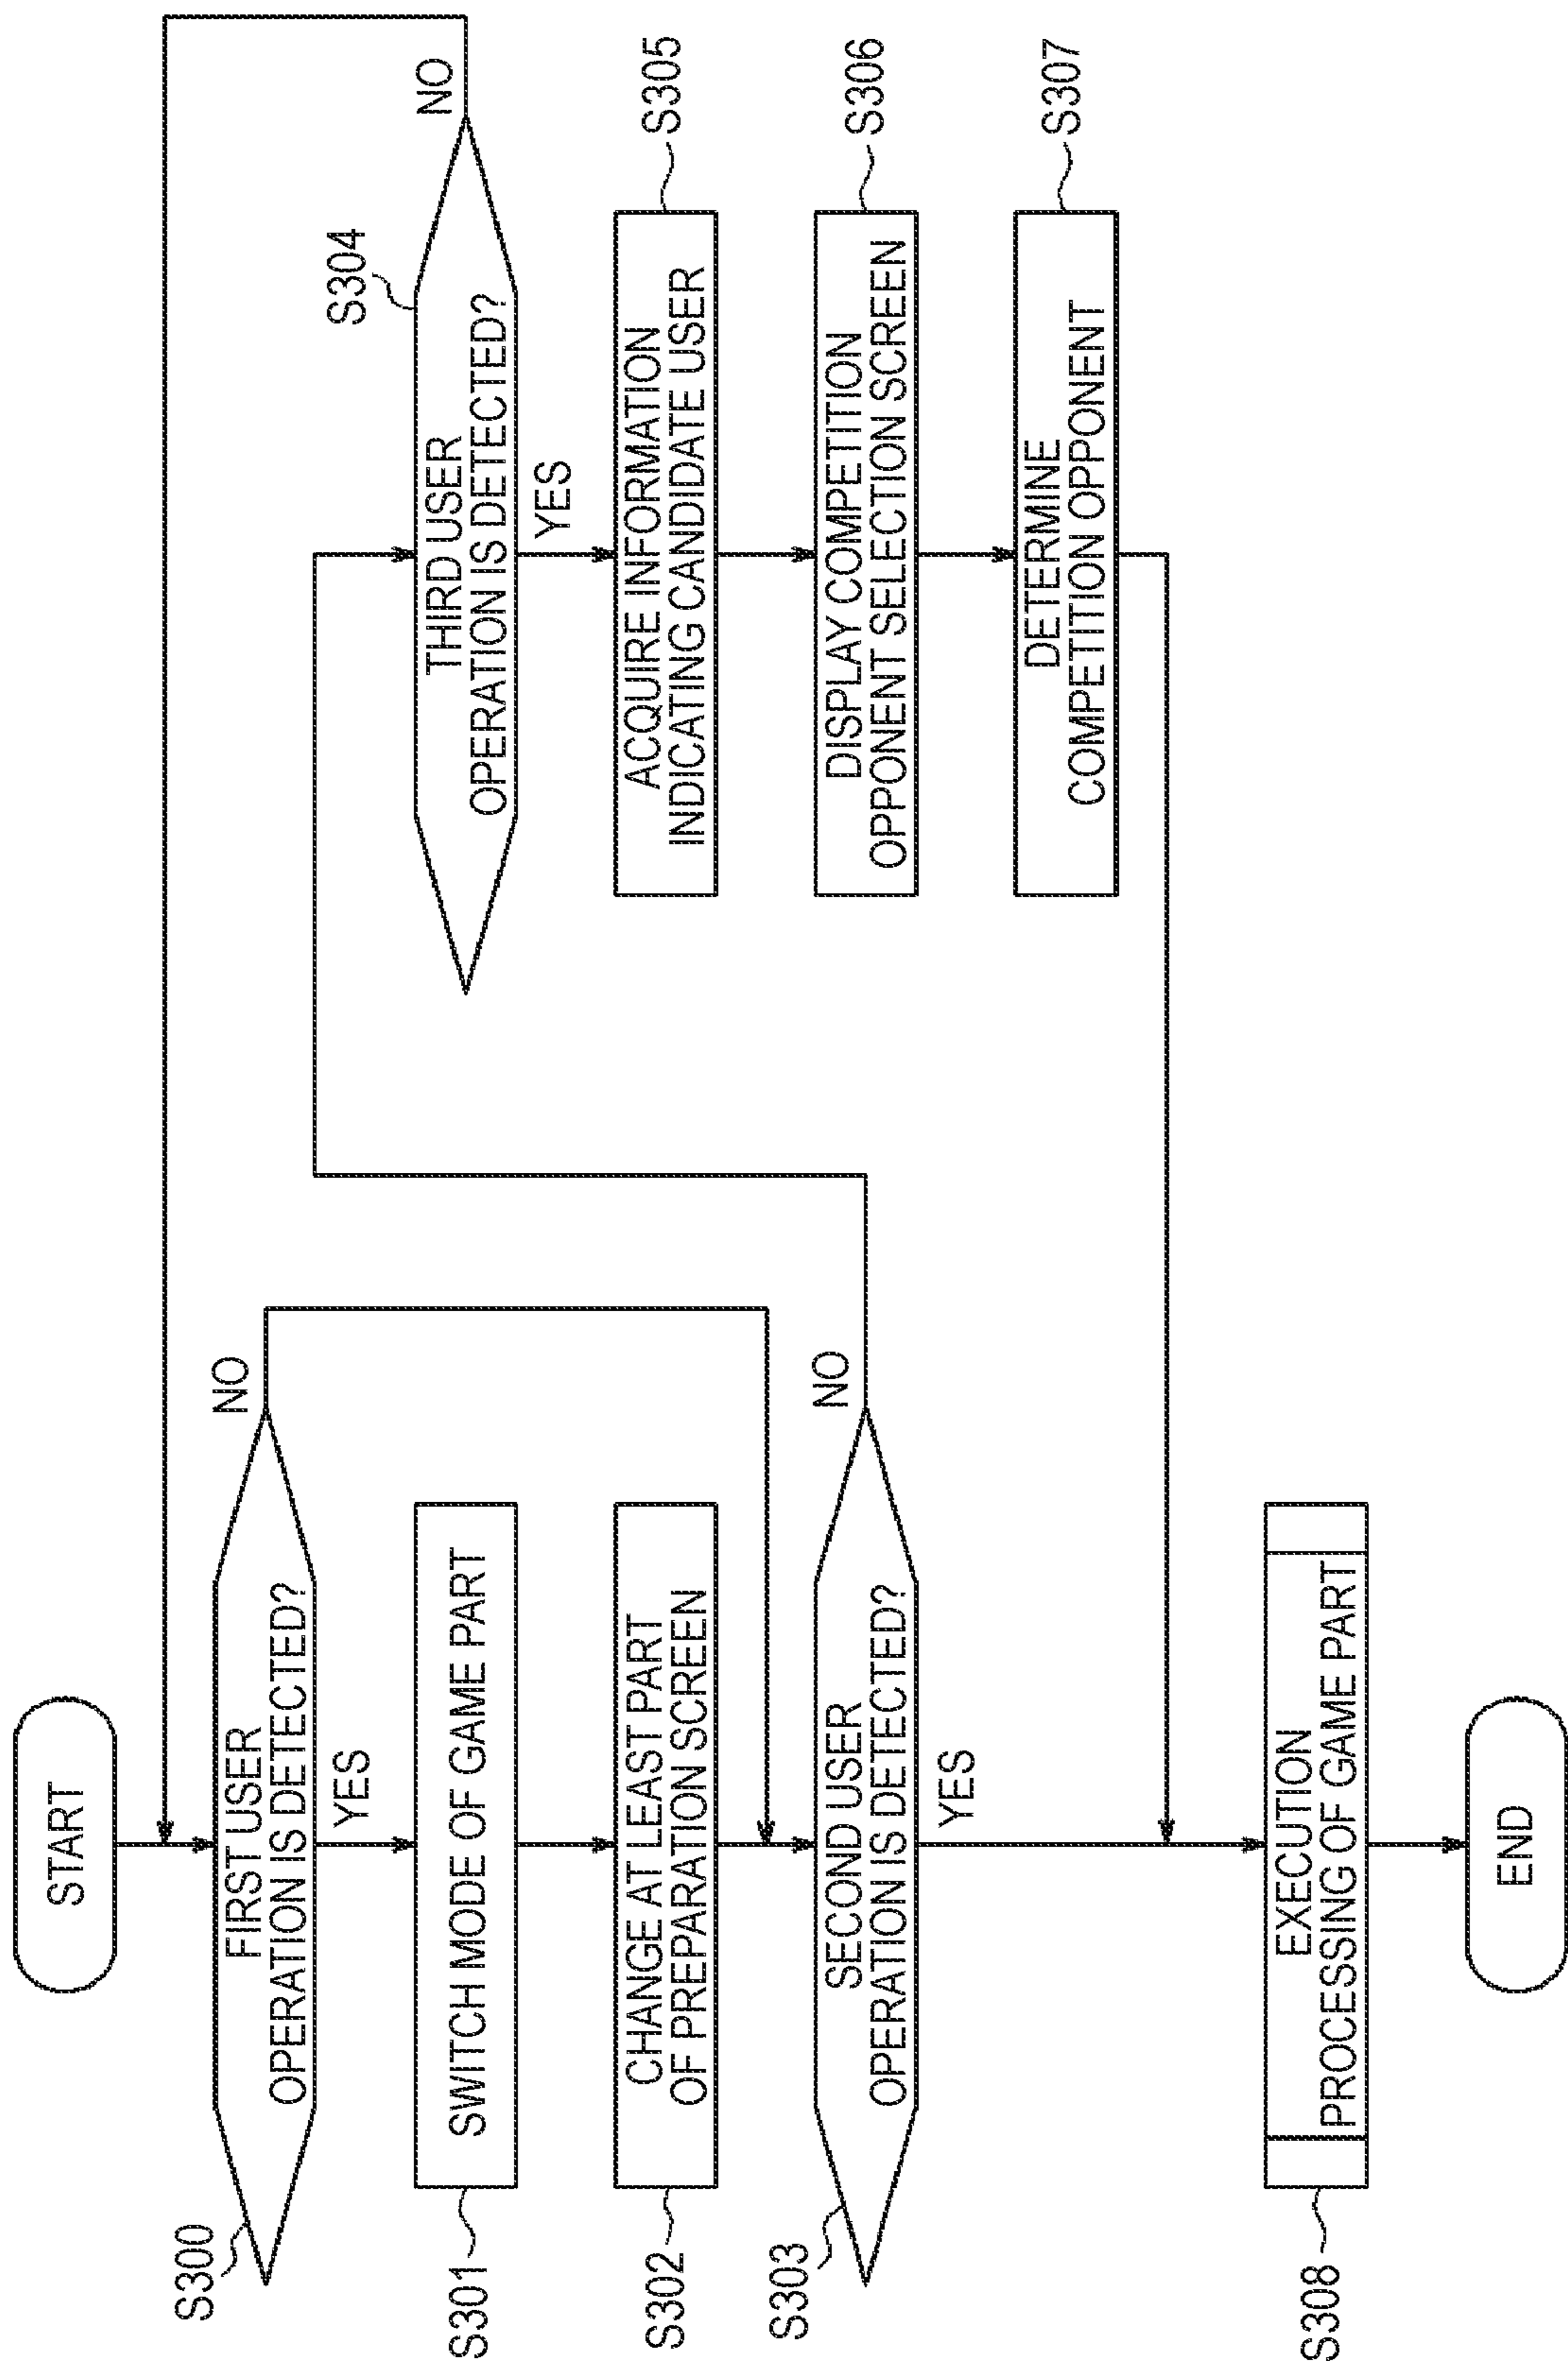 START
S300
FIRST USER
OPERATION IS DETECTED?
NO
YES
S301
SWITCH MODE OF GAME PART
S302
CHANGE AT LEAST PART
OF PREPARATION SCREEN
S303
SECOND USER
OPERATION IS DETECTED?
NO
YES
S304
THIRD USER
OPERATION IS DETECTED?
NO
YES
ACQUIRE INFORMATION
INDICATING CANDIDATE USER
S305
DISPLAY COMPETITION
OPPONENT SELECTION SCREEN
S306
DETERMINE
COMPETITION OPPONENT
S307
S308
EXECUTION
PROCESSING OF GAME PART
END